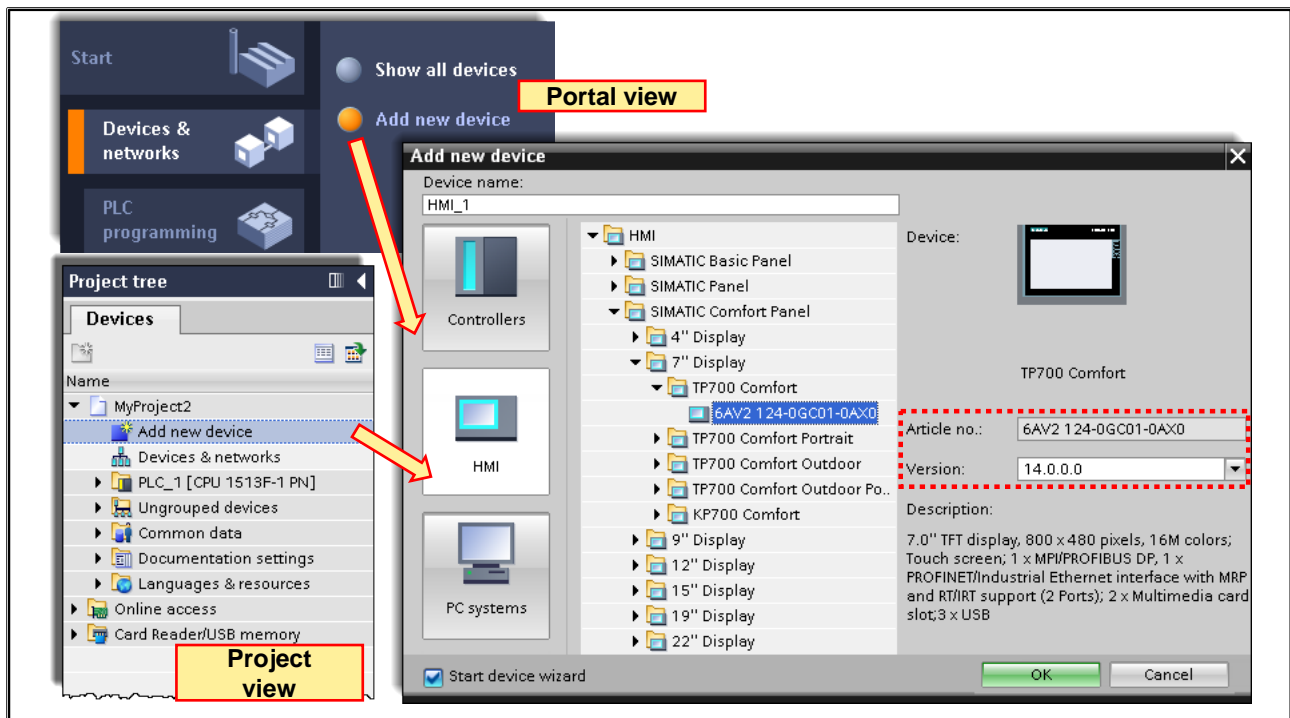 Start
Show all devices
Portal view
Devices &
networks
Add new device
PLC
programming
Project tree
Devices
Name
MyProject2
Add new device
Devices & networks
PLC_1 [CPU 1513F-1 PN]
Ungrouped devices
Common data
Documentation settings
Languages & resources
Online access
Card Reader/USB memory
Project
view
Add new device
Device name:
HMI_1
Controllers
HMI
PC systems
HMI
SIMATIC Basic Panel
SIMATIC Panel
SIMATIC Comfort Panel
4" Display
7" Display
TP700 Comfort
6AV2 124-0GC01-0AX0
TP700 Comfort Portrait
TP700 Comfort Outdoor
TP700 Comfort Outdoor Po..
KP700 Comfort
9" Display
12" Display
15" Display
19" Display
22" Display
Device:
TP700 Comfort
Article no.: 6AV2 124-0GC01-0AX0
Version: 14.0.0.0
Description:
7.0" TFT display, 800 x 480 pixels, 16M colors;
Touch screen; 1 x MPI/PROFIBUS DP, 1 x
PROFINET/Industrial Ethernet interface with MRP
and RT/IRT support (2 Ports); 2 x Multimedia card
slot;3 x USB
Start device wizard
OK
Cancel